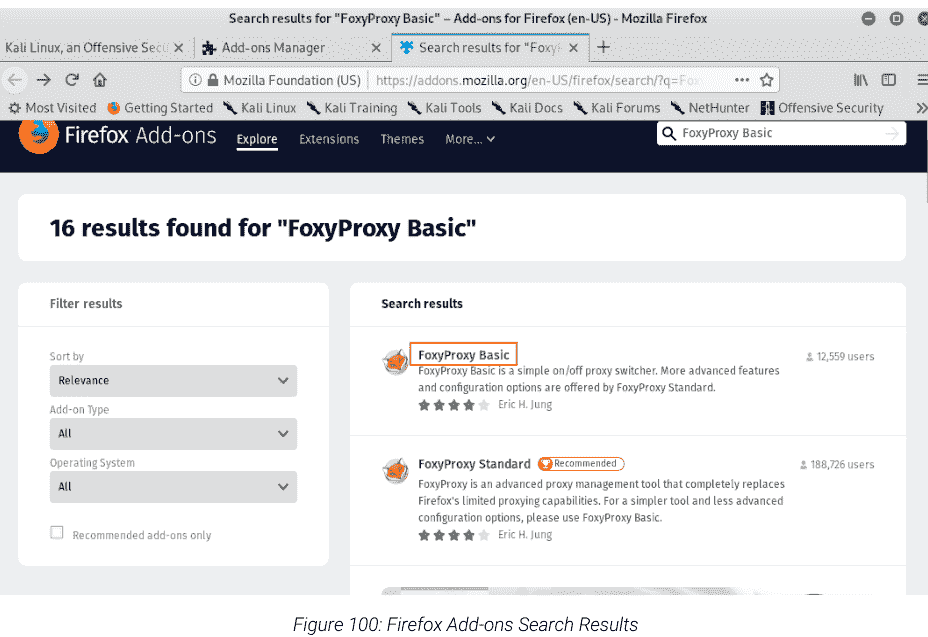 Search results for "FoxyProxy Basic" – Add-ons for Firefox (en-US) - Mozilla Firefox
Kali Linux, an Offensive Secu
Add-ons Manager
Search results for "Foxy
Mozilla Foundation (US)
https://addons.mozilla.org/en-US/firefox/search/?q=Fox
Most Visited
Getting Started
Kali Linux
Kali Training
Kali Tools
Kali Docs
Kali Forums
NetHunter
Offensive Security
Firefox Add-ons
Explore
Extensions
Themes
More...
FoxyProxy Basic
16 results found for "FoxyProxy Basic"
Filter results
Sort by
Relevance
Add-on Type
All
Operating System
All
Recommended add-ons only
Search results
FoxyProxy Basic
12,559 users
FoxyProxy Basic is a simple on/off proxy switcher. More advanced features
and configuration options are offered by FoxyProxy Standard.
Eric H. Jung
FoxyProxy Standard
Recommended
188,726 users
FoxyProxy is an advanced proxy management tool that completely replaces
Firefox's limited proxying capabilities. For a simpler tool and less advanced
configuration options, please use FoxyProxy Basic.
Eric H. Jung
Figure 100: Firefox Add-ons Search Results